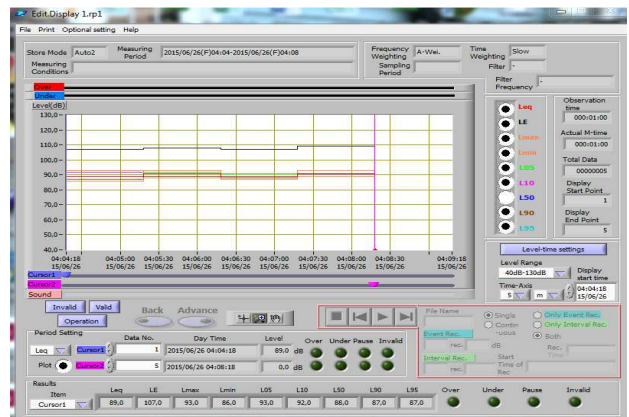 Edit.Display 1.rp1
File Print Optional setting Help
Store Mode Auto2 Measuring Period 2015/06/26(F)04:04-2015/06/26(F)04:08
Measuring Conditions
Frequency Weighting A-Wei. Time Weighting Slow
Sampling Period Filter -
Filter Frequency -
Over
Under
Level(dB)
130,0
120,0
110,0
100,0
90,0
80,0
70,0
60,0
50,0
40,0
04:04:18 04:05:00 04:05:30 04:06:00 04:06:30 04:07:00 04:07:30 04:08:00 04:08:30 04:09:18
15/06/26 15/06/26 15/06/26 15/06/26 15/06/26 15/06/26 15/06/26 15/06/26 15/06/26 15/06/26
Cursor1
Cursor2
Sound
Leq
LE
Lmax
Lmin
L05
L10
L50
L90
L95
Observation time
000:01:00
Actual M-time
000:01:00
Total Data
00000005
Display Start Point
1
Display End Point
5
Level-time settings
Level Range
40dB-130dB
Display start time
Time-Axis
5 m 04:04:18
15/06/26
Invalid Valid
Operation
Back Advance
File Name
Single
Contin -uous
Only Event Rec.
Only Interval Rec.
Both
Event Rec.
rec. dB
Rec. Time
Interval Rec.
rec.
Start Time of Rec
Period Setting
Data No. Day Time Level Over Under Pause Invalid
Leq Cursor1 1 2015/06/26 04:04:18 89,0 dB
Plot Cursor2 5 2015/06/26 04:08:18 0,0 dB
Results
Item Leq LE Lmax Lmin L05 L10 L50 L90 L95 Over Under Pause Invalid
Cursor1 89,0 107,0 93,0 86,0 93,0 92,0 88,0 87,0 87,0